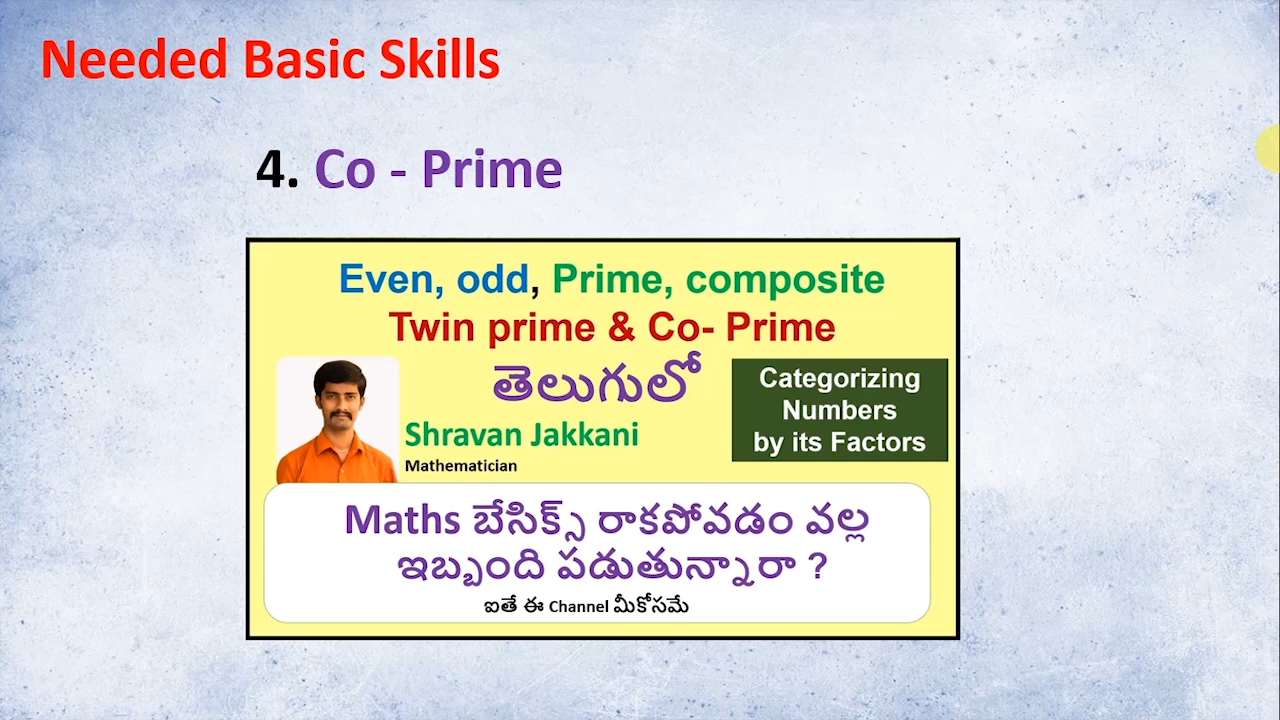 Needed Basic Skills
4. Co - Prime
Even, odd, Prime, composite
Twin prime & Co- Prime
తెలుగులో
Shravan Jakkani
Mathematician
Categorizing
Numbers
by its Factors
Maths బేసిక్స్ రాకపోవడం వల్ల
ఇబ్బంది పడుతున్నారా ?
ఐతే ఈ Channel మీకోసమే